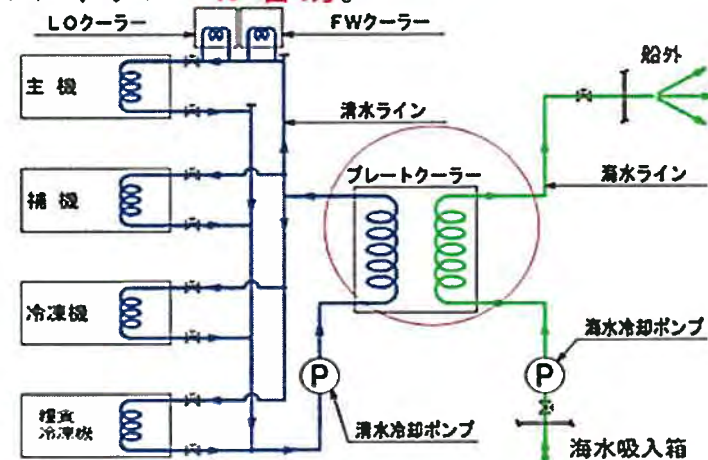 LOクーラー
FWクーラー
船外
主機
清水ライン
プレートクーラー
海水ライン
補機
冷凍機
海水冷却ポンプ
P
P
糧食
冷凍機
清水冷却ポンプ
海水吸入箱